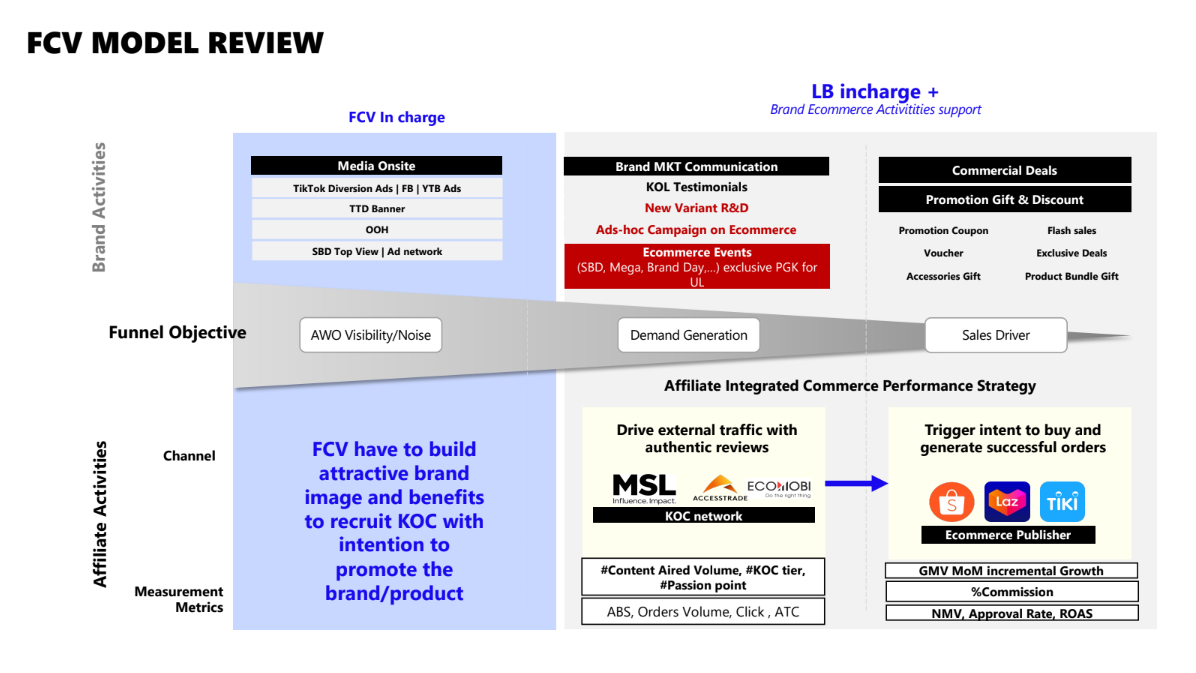 FCV MODEL REVIEW
LB incharge +
Brand Ecommerce Activitities support
FCV In charge
Brand Activities
Media Onsite
TikTok Diversion Ads | FB | YTB Ads
TTD Banner
OOH
SBD Top View | Ad network
Brand MKT Communication
KOL Testimonials
New Variant R&D
Ads-hoc Campaign on Ecommerce
Ecommerce Events
(SBD, Mega, Brand Day,...) exclusive PGK for
UL
Commercial Deals
Promotion Gift & Discount
Promotion Coupon
Flash sales
Voucher
Exclusive Deals
Accessories Gift
Product Bundle Gift
Funnel Objective
AWO Visibility/Noise
Demand Generation
Sales Driver
Affiliate Integrated Commerce Performance Strategy
Affiliate Activities
Channel
Measurement
Metrics
FCV have to build
attractive brand
image and benefits
to recruit KOC with
intention to
promote the
brand/product
Drive external traffic with
authentic reviews
MSL
Influence.Impact.
ACCESSTRADE
ECOMOBI
Do the right thing
KOC network
#Content Aired Volume, #KOC tier,
#Passion point
ABS, Orders Volume, Click , ATC
Trigger intent to buy and
generate successful orders
S
Laz
TIKI
Ecommerce Publisher
GMV MoM incremental Growth
%Commission
NMV, Approval Rate, ROAS